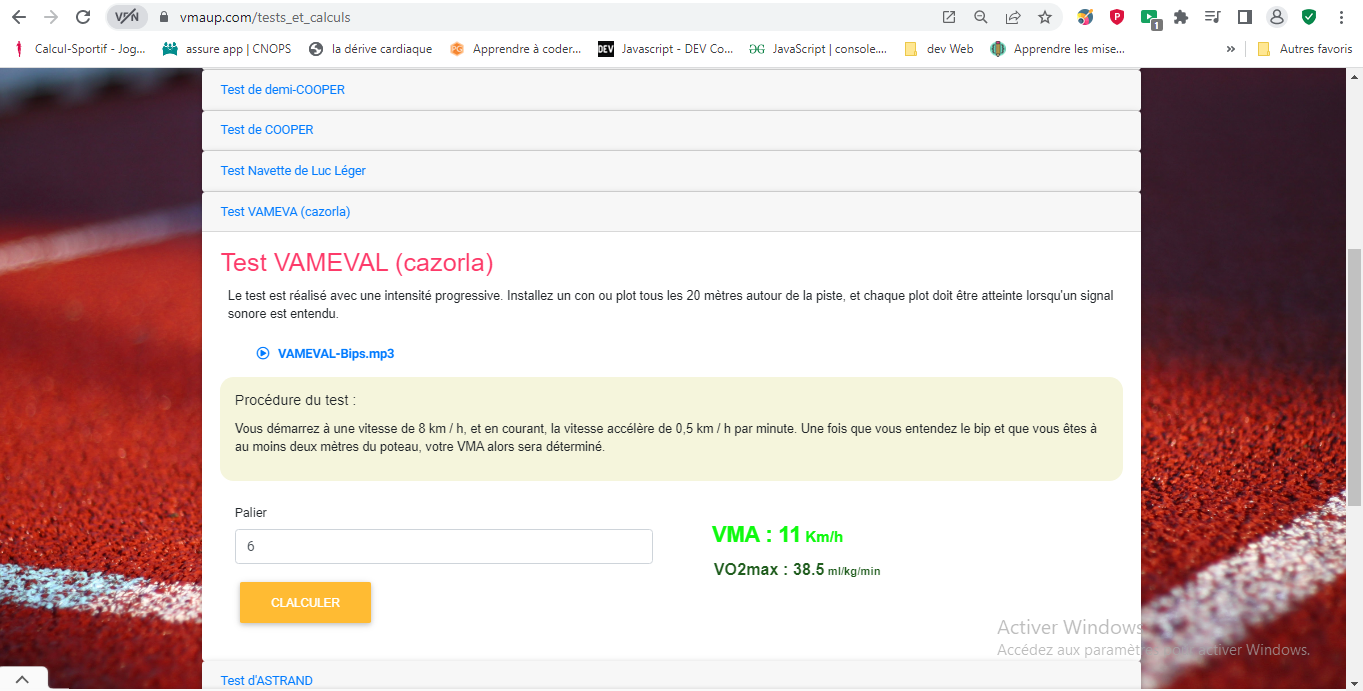 VPN
vmaup.com/tests_et_calculs
1
Calcul-Sportif - Jog...
assure app | CNOPS
la dérive cardiaque
Apprendre à coder...
DEV
Javascript - DEV Co...
JavaScript | console....
dev Web
Apprendre les mise...
»
Autres favoris
Test de demi-COOPER
Test de COOPER
Test Navette de Luc Léger
Test VAMEVA (cazorla)
Test VAMEVAL (cazorla)
Le test est réalisé avec une intensité progressive. Installez un con ou plot tous les 20 mètres autour de la piste, et chaque plot doit être atteinte lorsqu'un signal
sonore est entendu.
VAMEVAL-Bips.mp3
Procédure du test :
Vous démarrez à une vitesse de 8 km / h, et en courant, la vitesse accélère de 0,5 km / h par minute. Une fois que vous entendez le bip et que vous êtes à
au moins deux mètres du poteau, votre VMA alors sera déterminé.
Palier
6
VMA : 11 Km/h
VO2max : 38.5 ml/kg/min
CLALCULER
Activer Windows
Accédez aux paramètres pour activer Windows.
Test d'ASTRAND